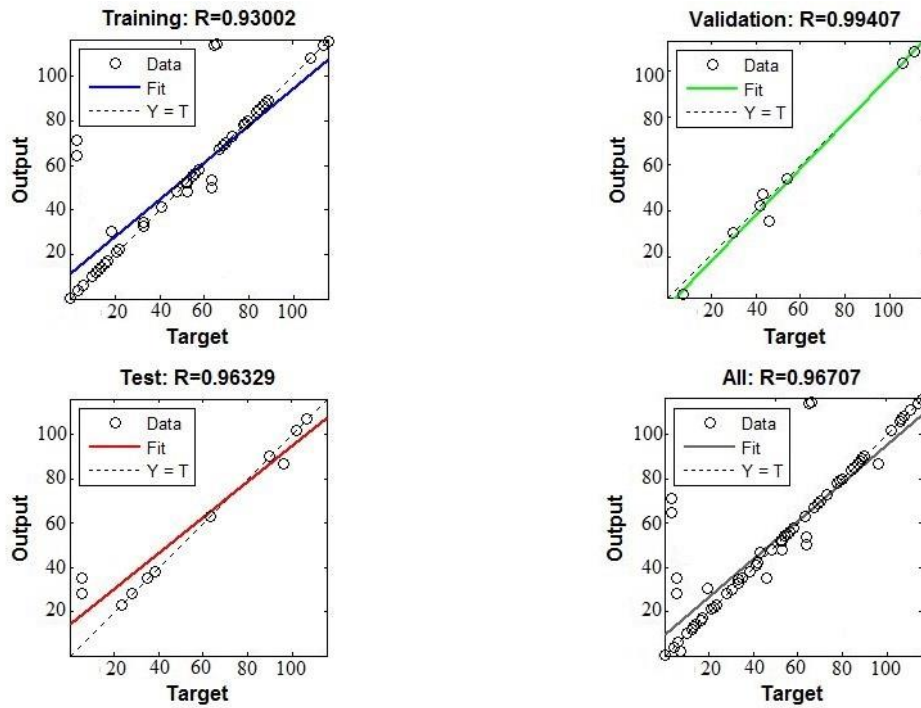 Training: R=0.93002
Output
100
80
60
40
20
Data
Fit
Y = T
20 40 60 80 100
Target
Validation: R=0.99407
Output
100
80
60
40
20
Data
Fit
Y = T
20 40 60 80 100
Target
Test: R=0.96329
Output
100
80
60
40
20
Data
Fit
Y = T
20 40 60 80 100
Target
All: R=0.96707
Output
100
80
60
40
20
Data
Fit
Y = T
20 40 60 80 100
Target